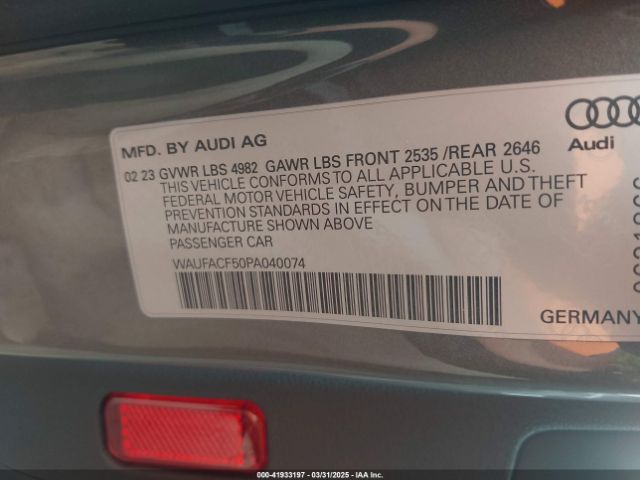 MFD. BY AUDI AG
02 23 GVWR LBS 4982 GAWR LBS FRONT 2535 /REAR 2646
THIS VEHICLE CONFORMS TO ALL APPLICABLE U.S.
FEDERAL MOTOR VEHICLE SAFETY, BUMPER AND THEFT
PREVENTION STANDARDS IN EFFECT ON THE DATE OF
MANUFACTURE SHOWN ABOVE
PASSENGER CAR
WAUFACF50PA040074
Audi
GERMANY
000-41933197 - 03/31/2025 - IAA Inc.